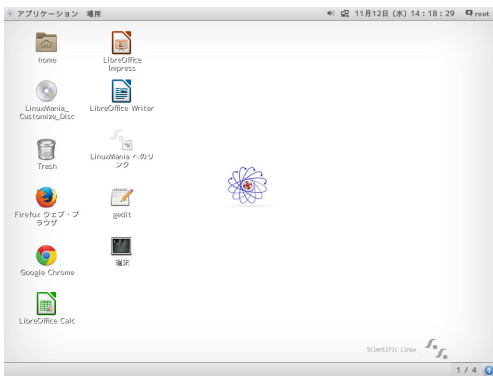 アプリケーション 場所
11月12日 (水) 14：18：29 root
home
LibreOffice
Impress
LinuxMania_
Customize_Disc
LibreOffice Writer
Trash
LinuxMania へのリ
ンク
Firefox ウェブ・ブ
ラウザ
gedit
Google Chrome
端末
LibreOffice Calc
Scientific Linux
1 / 4